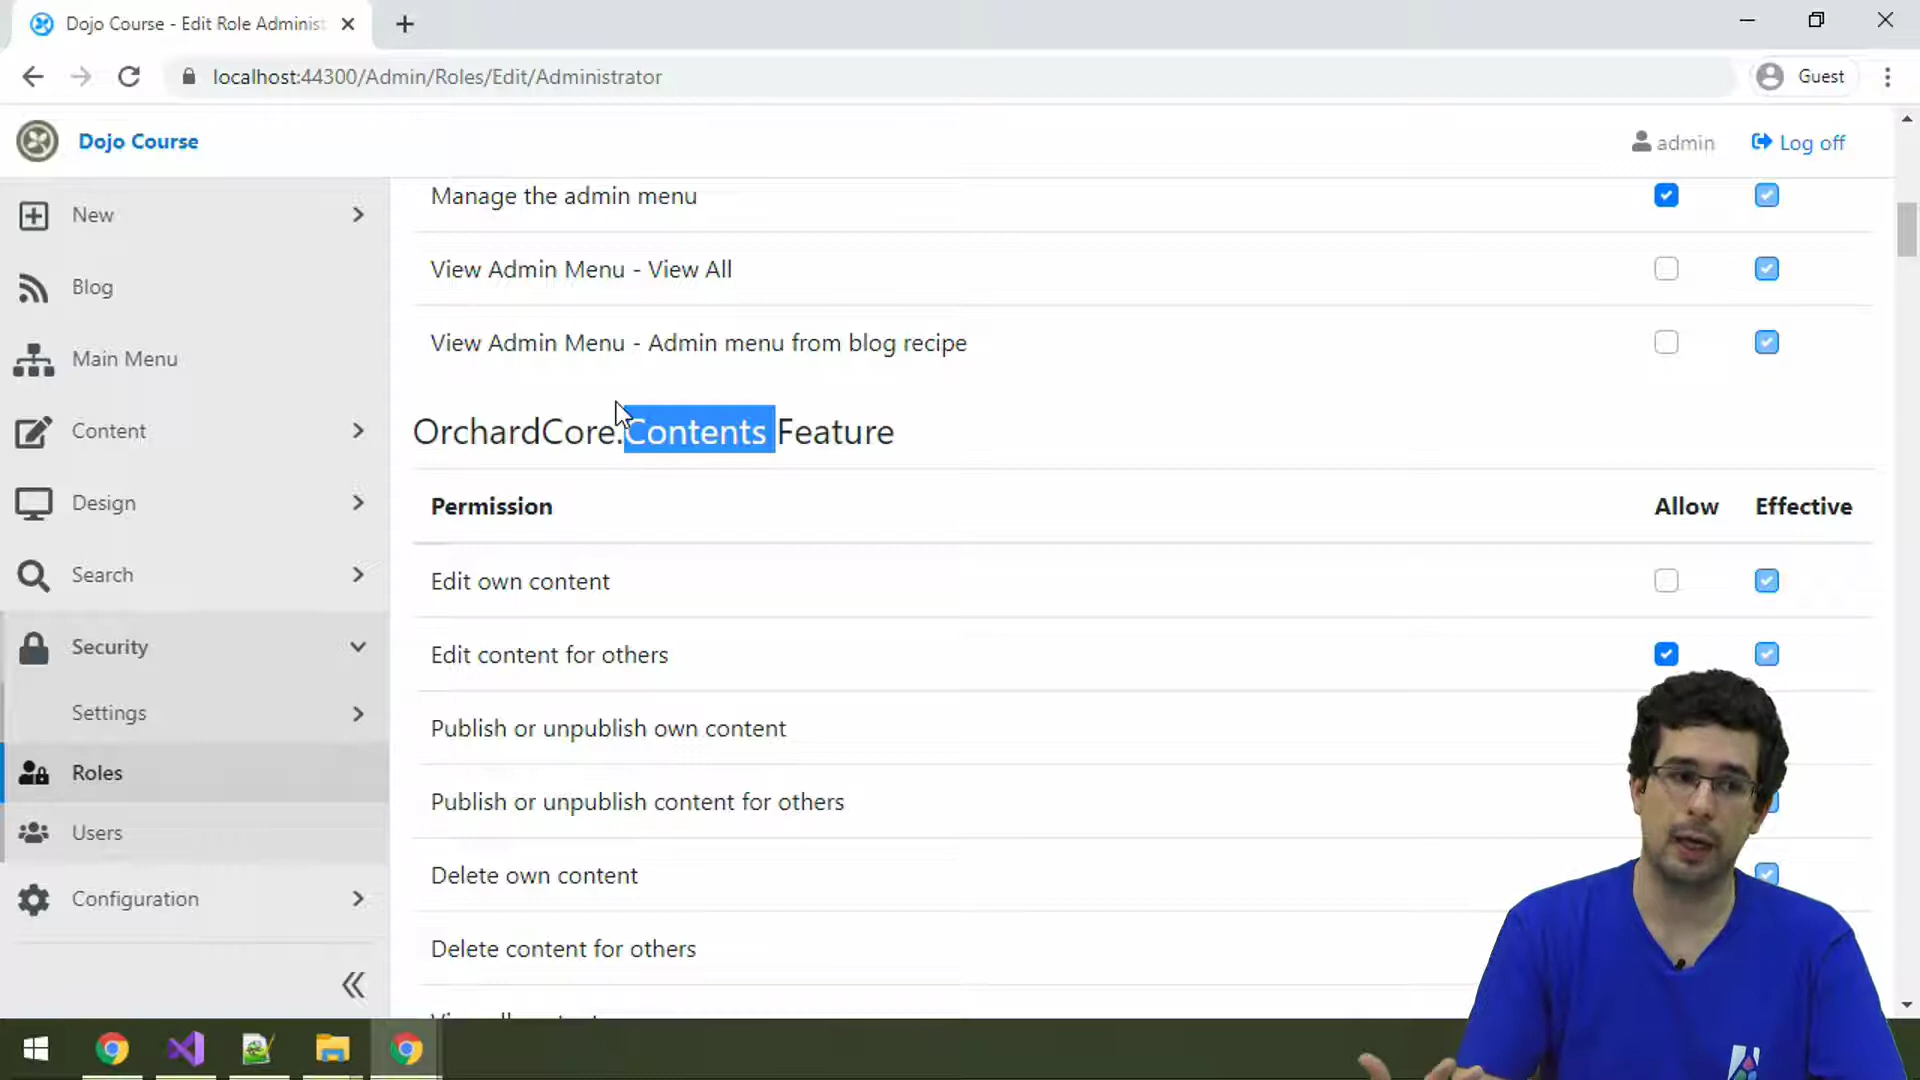 Dojo Course - Edit Role Administ
localhost:44300/Admin/Roles/Edit/Administrator
Guest
Dojo Course
admin
Log off
New
Blog
Main Menu
Content
Design
Search
Security
Settings
Roles
Users
Configuration
Manage the admin menu
View Admin Menu - View All
View Admin Menu - Admin menu from blog recipe
OrchardCore.Contents Feature
Permission Allow Effective
Edit own content
Edit content for others
Publish or unpublish own content
Publish or unpublish content for others
Delete own content
Delete content for others